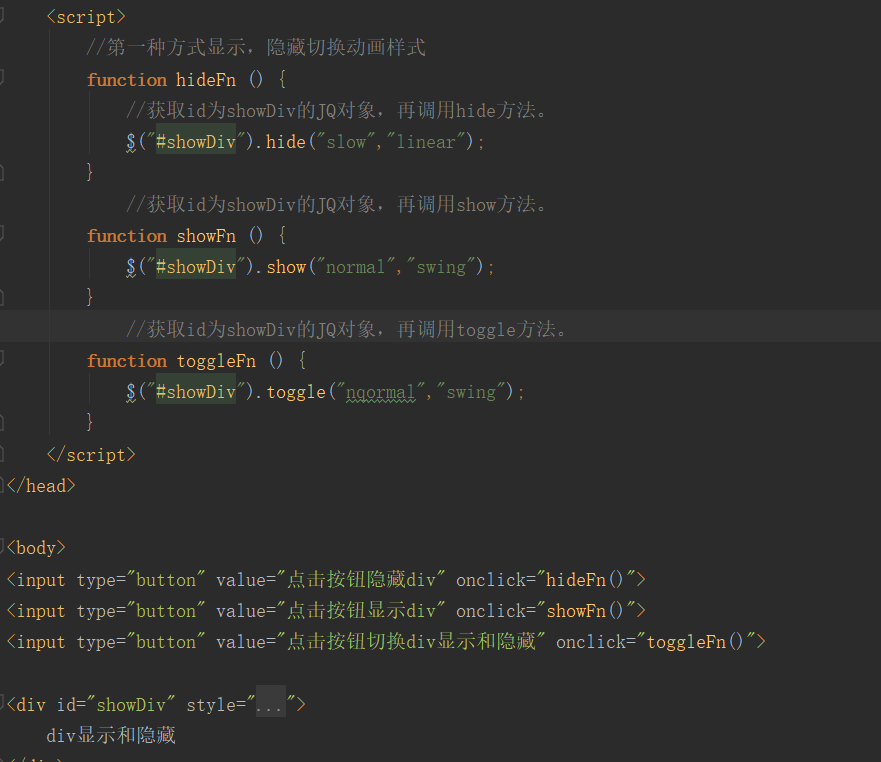 <script>
//第一种方式显示，隐藏切换动画样式
function hideFn () {
//获取id为showDiv的JQ对象，再调用hide方法。
$("#showDiv").hide("slow","linear");
}
//获取id为showDiv的JQ对象，再调用show方法。
function showFn () {
$("#showDiv").show("normal","swing");
}
//获取id为showDiv的JQ对象，再调用toggle方法。
function toggleFn () {
$("#showDiv").toggle("nqormal","swing");
}
</script>
</head>
<body>
<input type="button" value="点击按钮隐藏div" onclick="hideFn()">
<input type="button" value="点击按钮显示div" onclick="showFn()">
<input type="button" value="点击按钮切换div显示和隐藏" onclick="toggleFn()">
<div id="showDiv" style="...">
div显示和隐藏